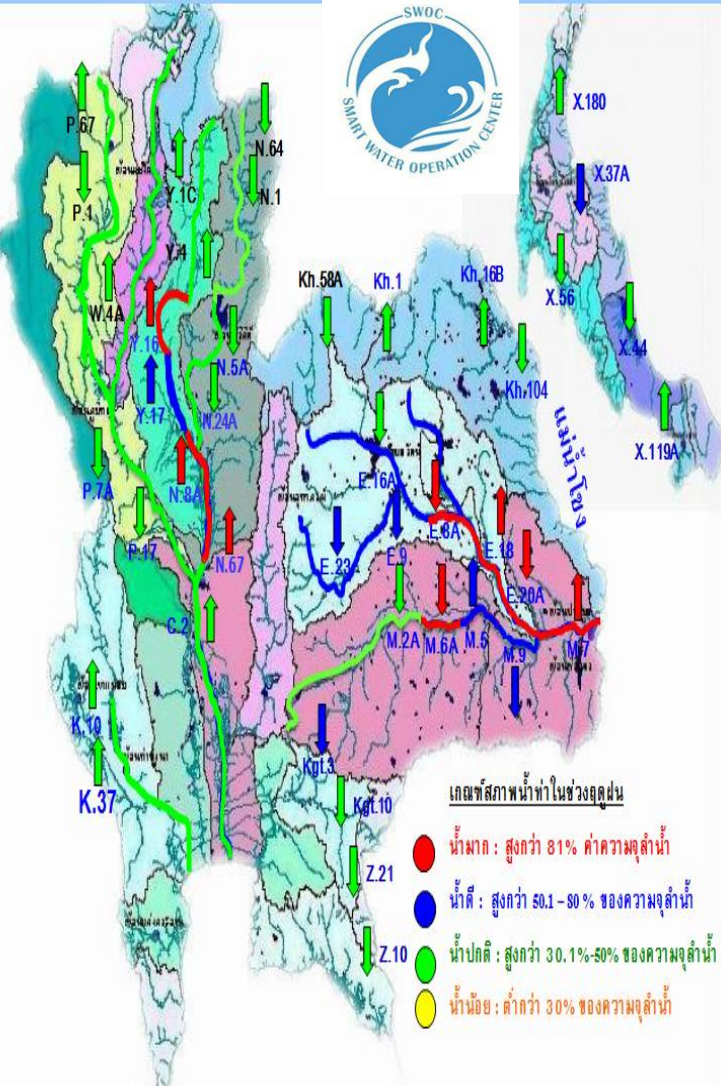 SWOC
SMART WATER OPERATION CENTER
P.67
N.64
Y.1C
N.1
P.1
Y.4
W.4A
Y.16
N.5A
Y.17
N.24A
P.7A
N.8A
P.17
N.67
C.2
K.10
K.37
Kh.58A
Kh.1
Kh.16B
Kh.104
แม่น้ำโขง
X.180
X.37A
X.56
X.44
X.119A
E.16A
E.8A
E.23
E.9
E.18
E.20A
M.2A
M.6A
M.5
M.9
M.7
Kgt.3
Kgt.10
Z.21
Z.10
เกณฑ์สภาพน้ำท่าในช่วงฤดูฝน
น้ำมาก : สูงกว่า 81% ค่าความจุลำน้ำ
น้ำดี : สูงกว่า 50.1 – 80 % ของความจุลำน้ำ
น้ำปกติ : สูงกว่า 30.1%-50% ของความจุลำน้ำ
น้ำน้อย : ต่ำกว่า 30% ของความจุลำน้ำ